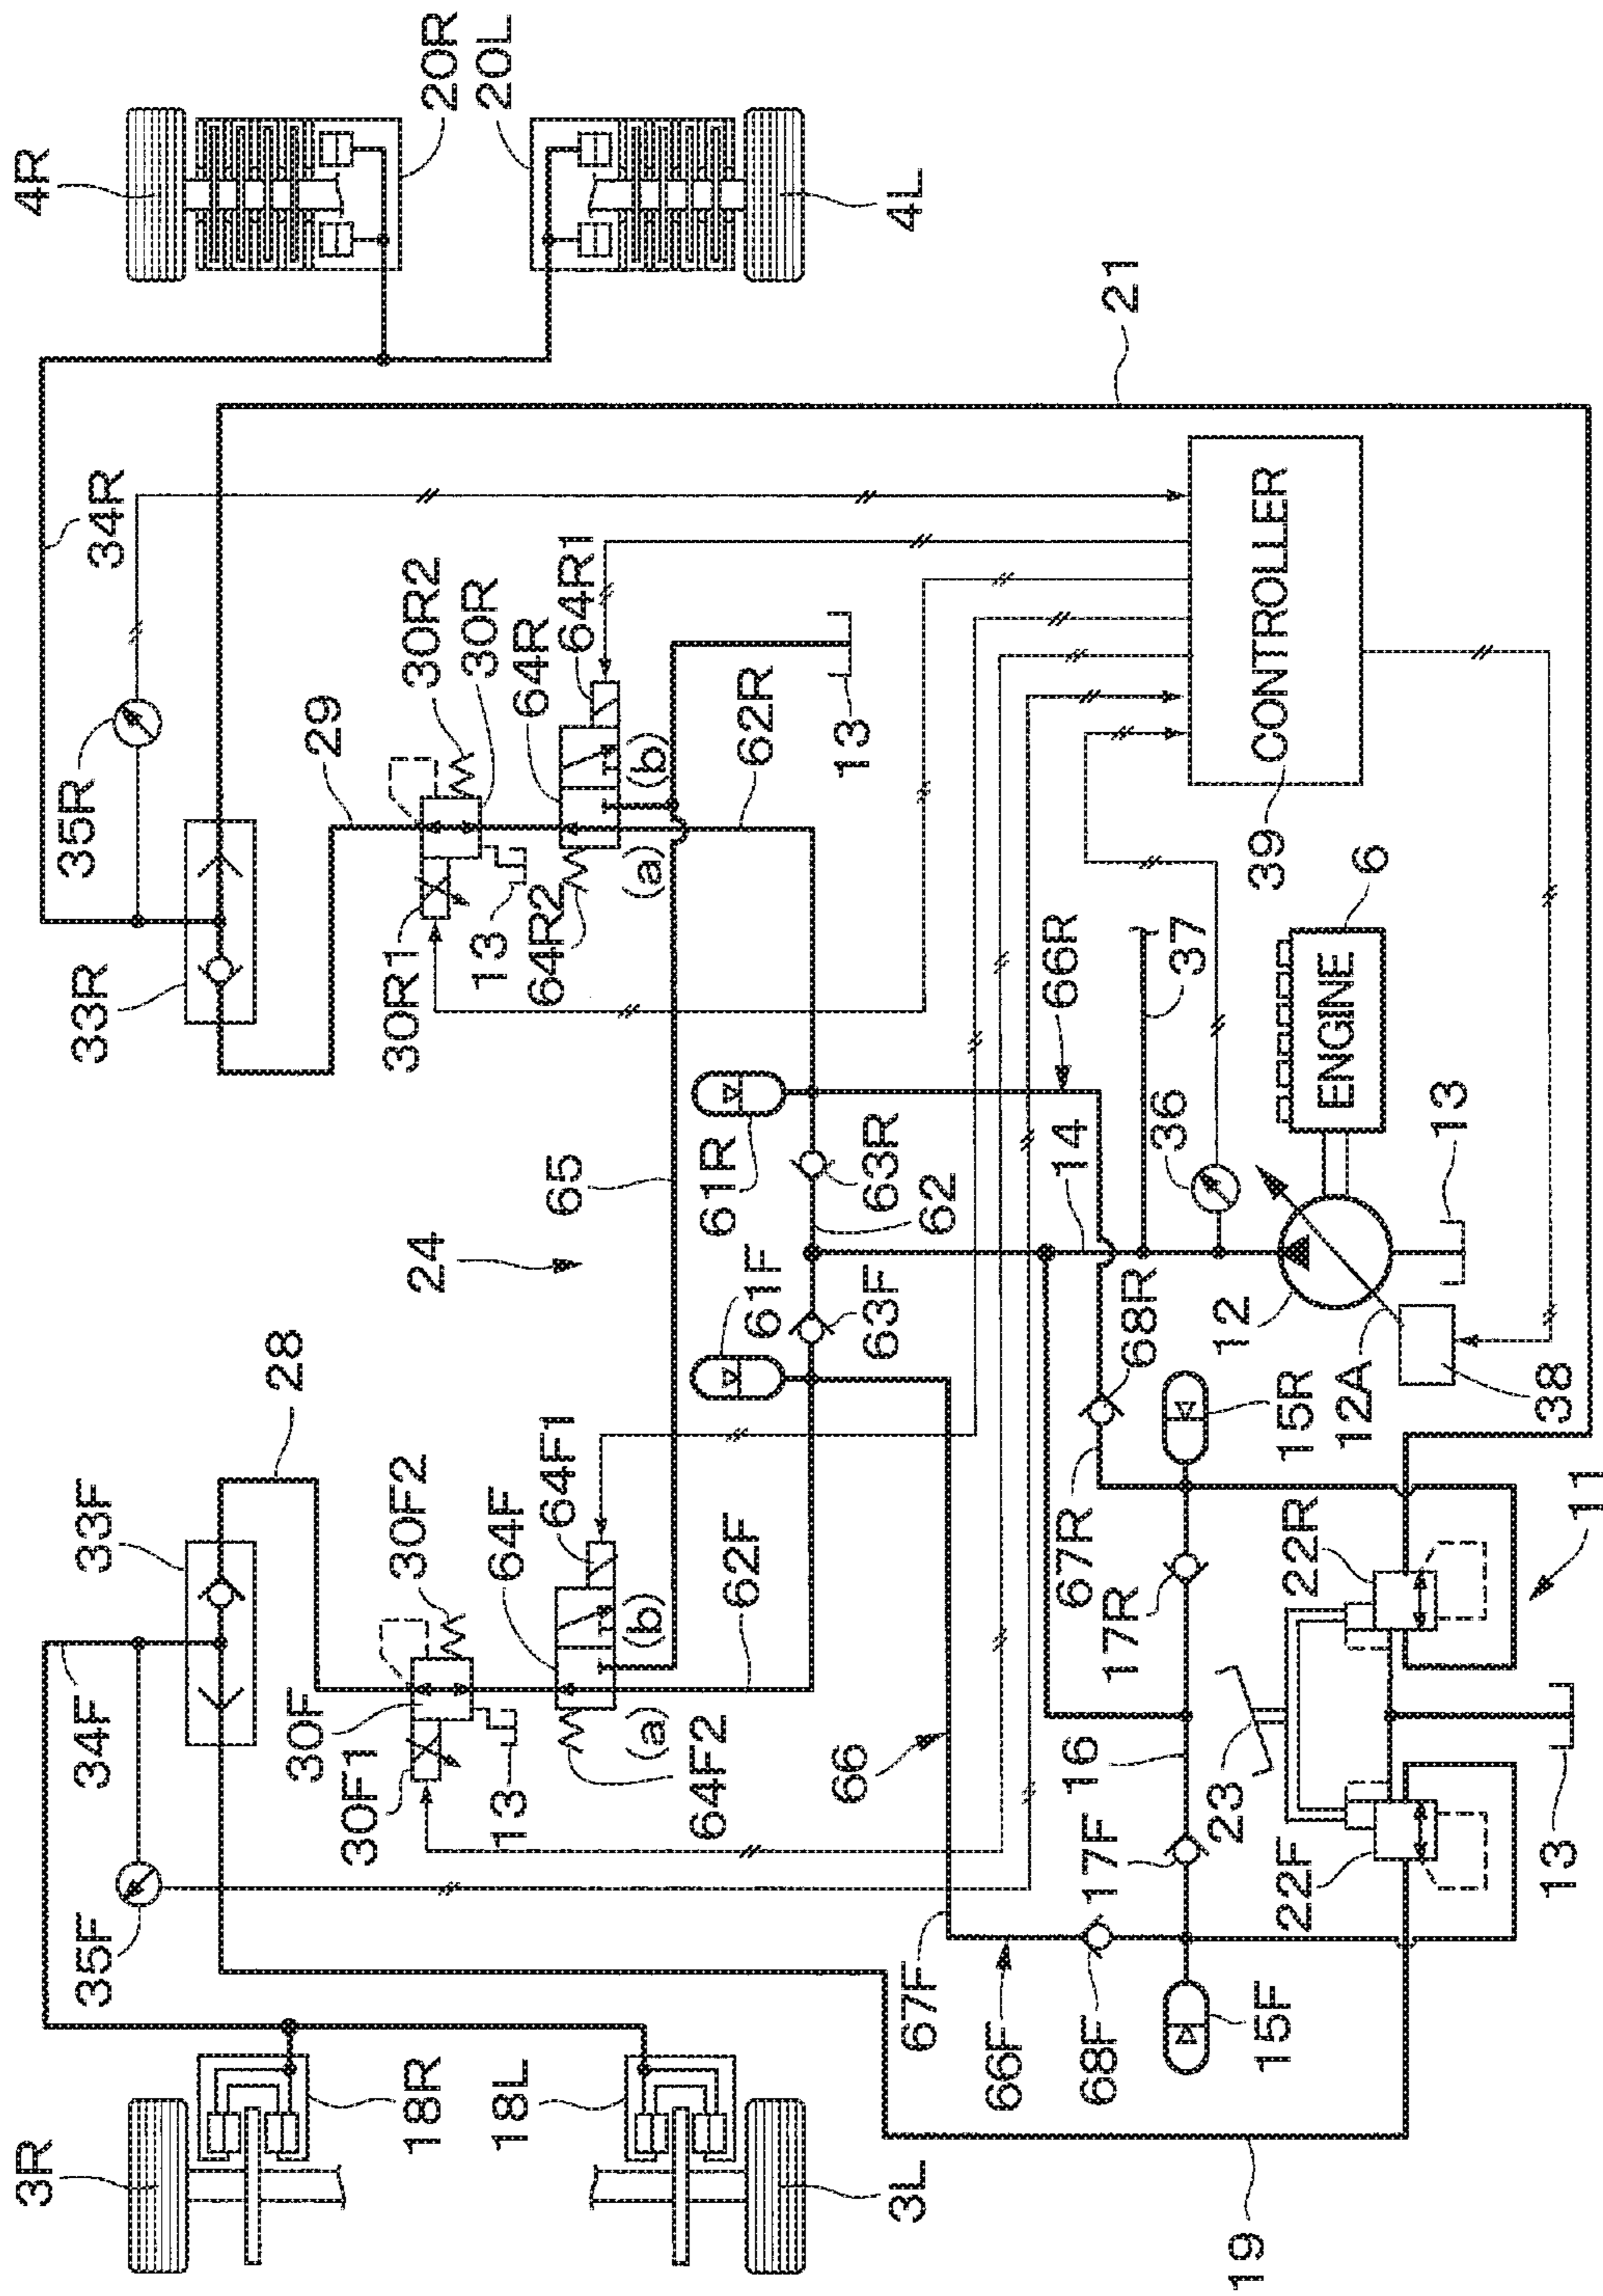 3R
18R
18L
3L
19
35F
34F
33F
28
30F
30F1
30F2
13
64F
64F1
64F2
(a)
(b)
62F
66
67F
66F
68F
15F
17F
16
23
22F
13
22R
11
17R
67R
68R
15R
12
12A
38
24
65
61F
63F
61R
63R
62
14
36
37
66R
13
ENGINE
6
CONTROLLER
39
33R
35R
34R
29
30R1
30R2
30R
13
64R
64R1
64R2
(a)
(b)
62R
13
21
4R
20R
20L
4L